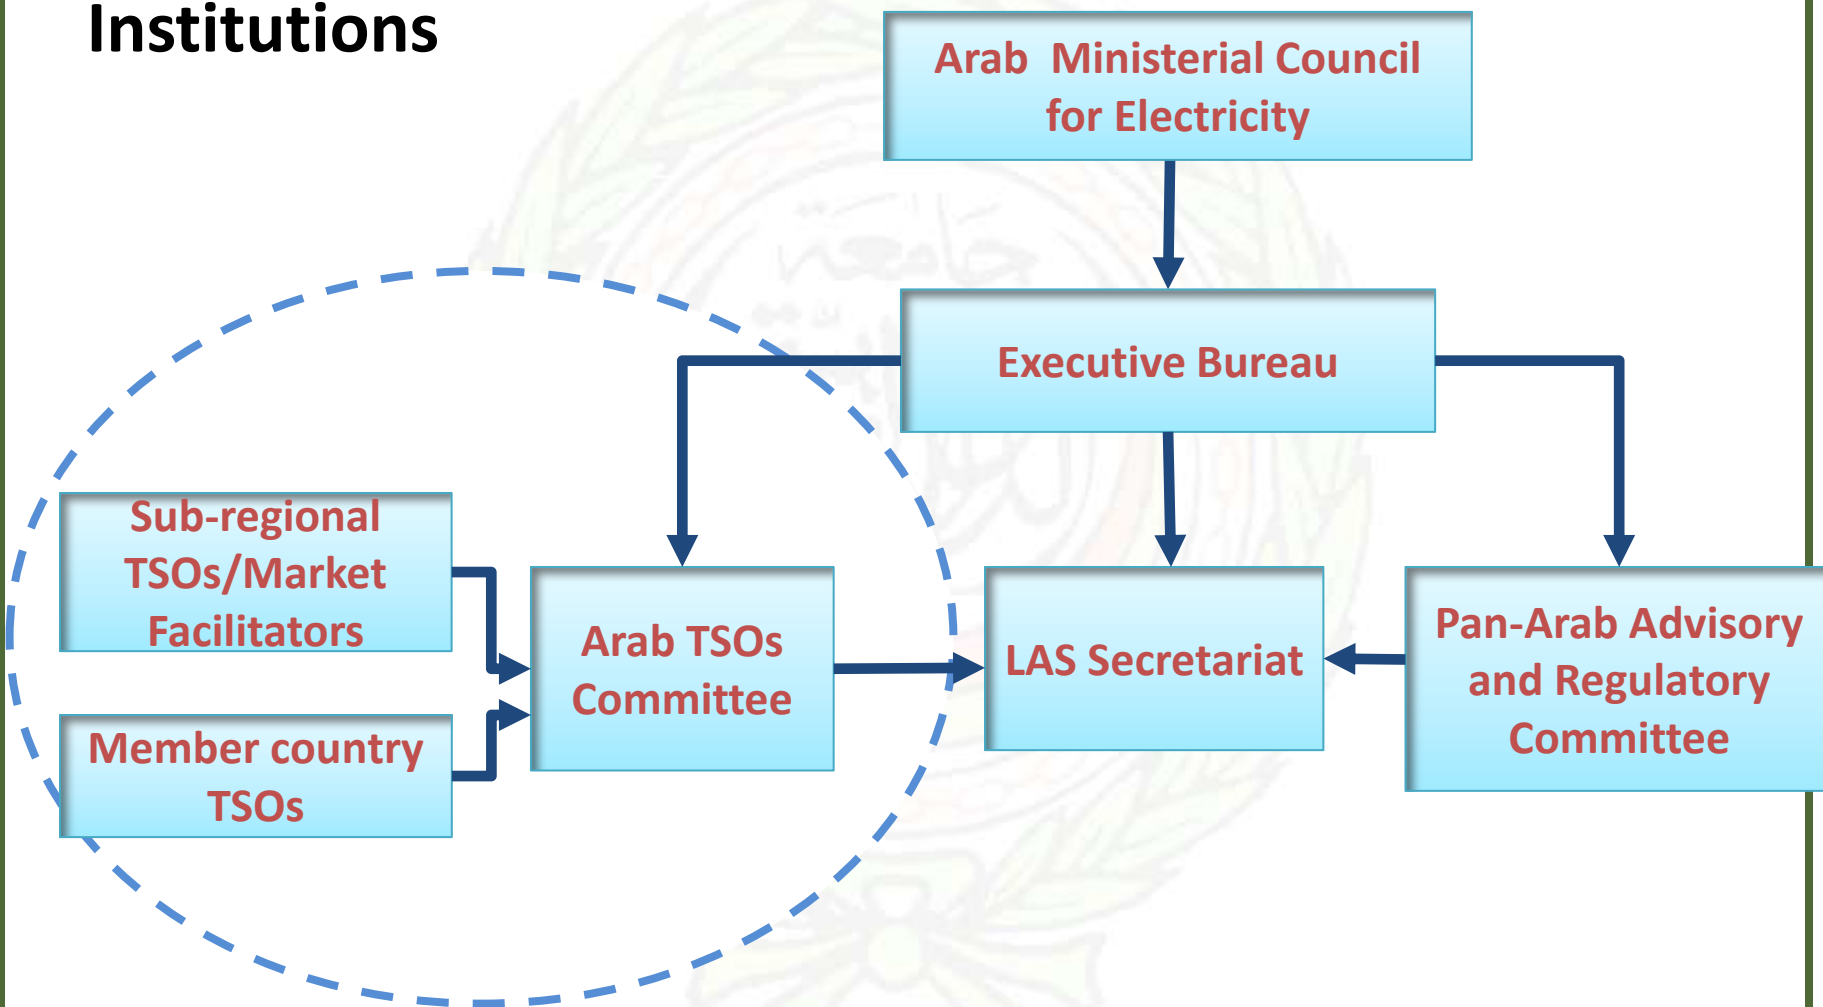 Institutions
Arab Ministerial Council
for Electricity
Executive Bureau
Sub-regional
TSOs/Market
Facilitators
Arab TSOs
Committee
LAS Secretariat
Pan-Arab Advisory
and Regulatory
Committee
Member country
TSOs
جامعة